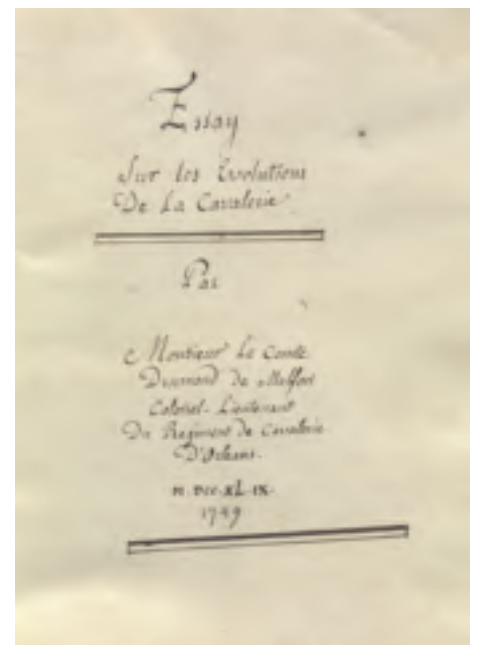 Essay
Sur les Evolutions
De La Cavalerie
Par
Monsieur Le Comte
Drumond de Melfort
Colonel-Lieutenant
Du Regiment de Cavalerie
D'Orleans.
M.DCC.XL.IX.
1749